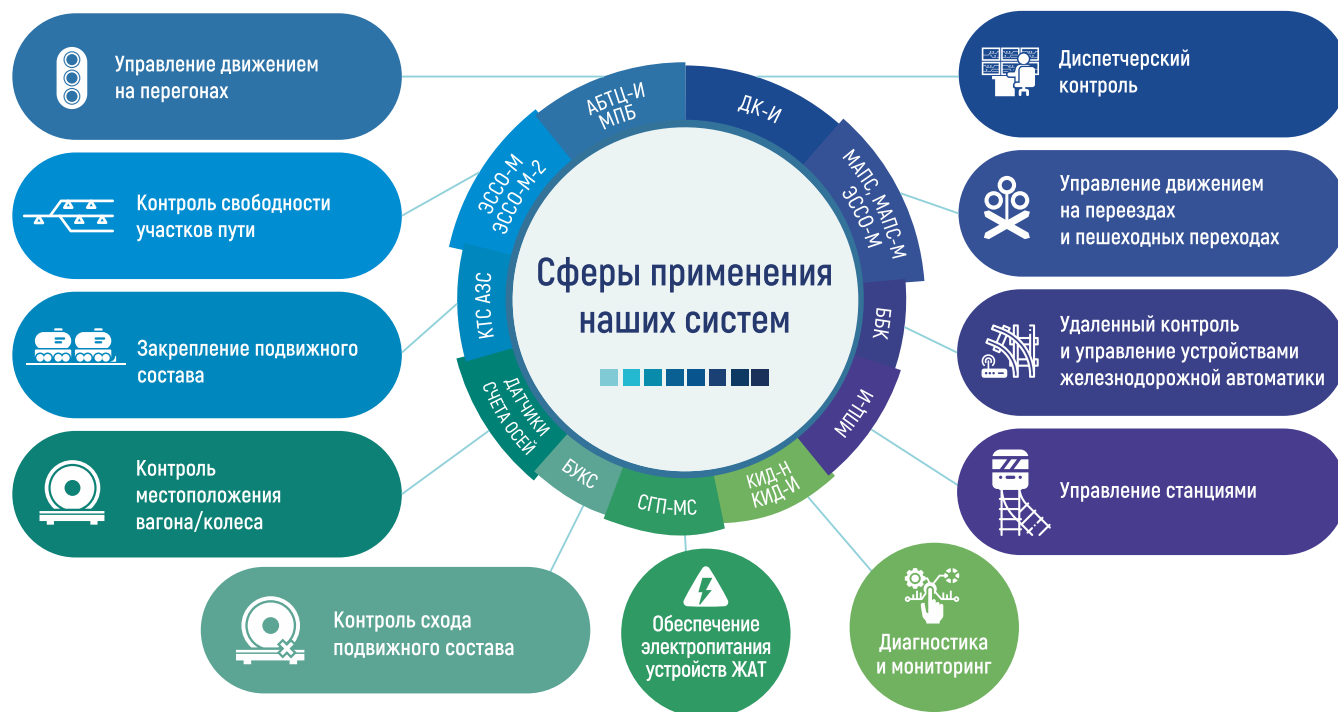 Управление движением
на перегонах
Контроль свободности
участков пути
Закрепление подвижного
состава
Контроль
местоположения
вагона/колеса
Контроль схода
подвижного состава
Обеспечение
электропитания
устройств ЖАТ
Диагностика
и мониторинг
Диспетчерский
контроль
Управление движением
на переездах
и пешеходных переходах
Удаленный контроль
и управление устройствами
железнодорожной автоматики
Управление станциями
АБТЦ-И
МПБ
ДК-И
МАПС, МАПС-М
ЭССО-М
ББК
МПЦ-И
КИД-Н
КИД-И
СГП-МС
БУКС
ДАТЧИКИ
СЧЕТА ОСЕЙ
КТС АЗС
ЭССО-М
ЭССО-М-2
Сферы применения
наших систем